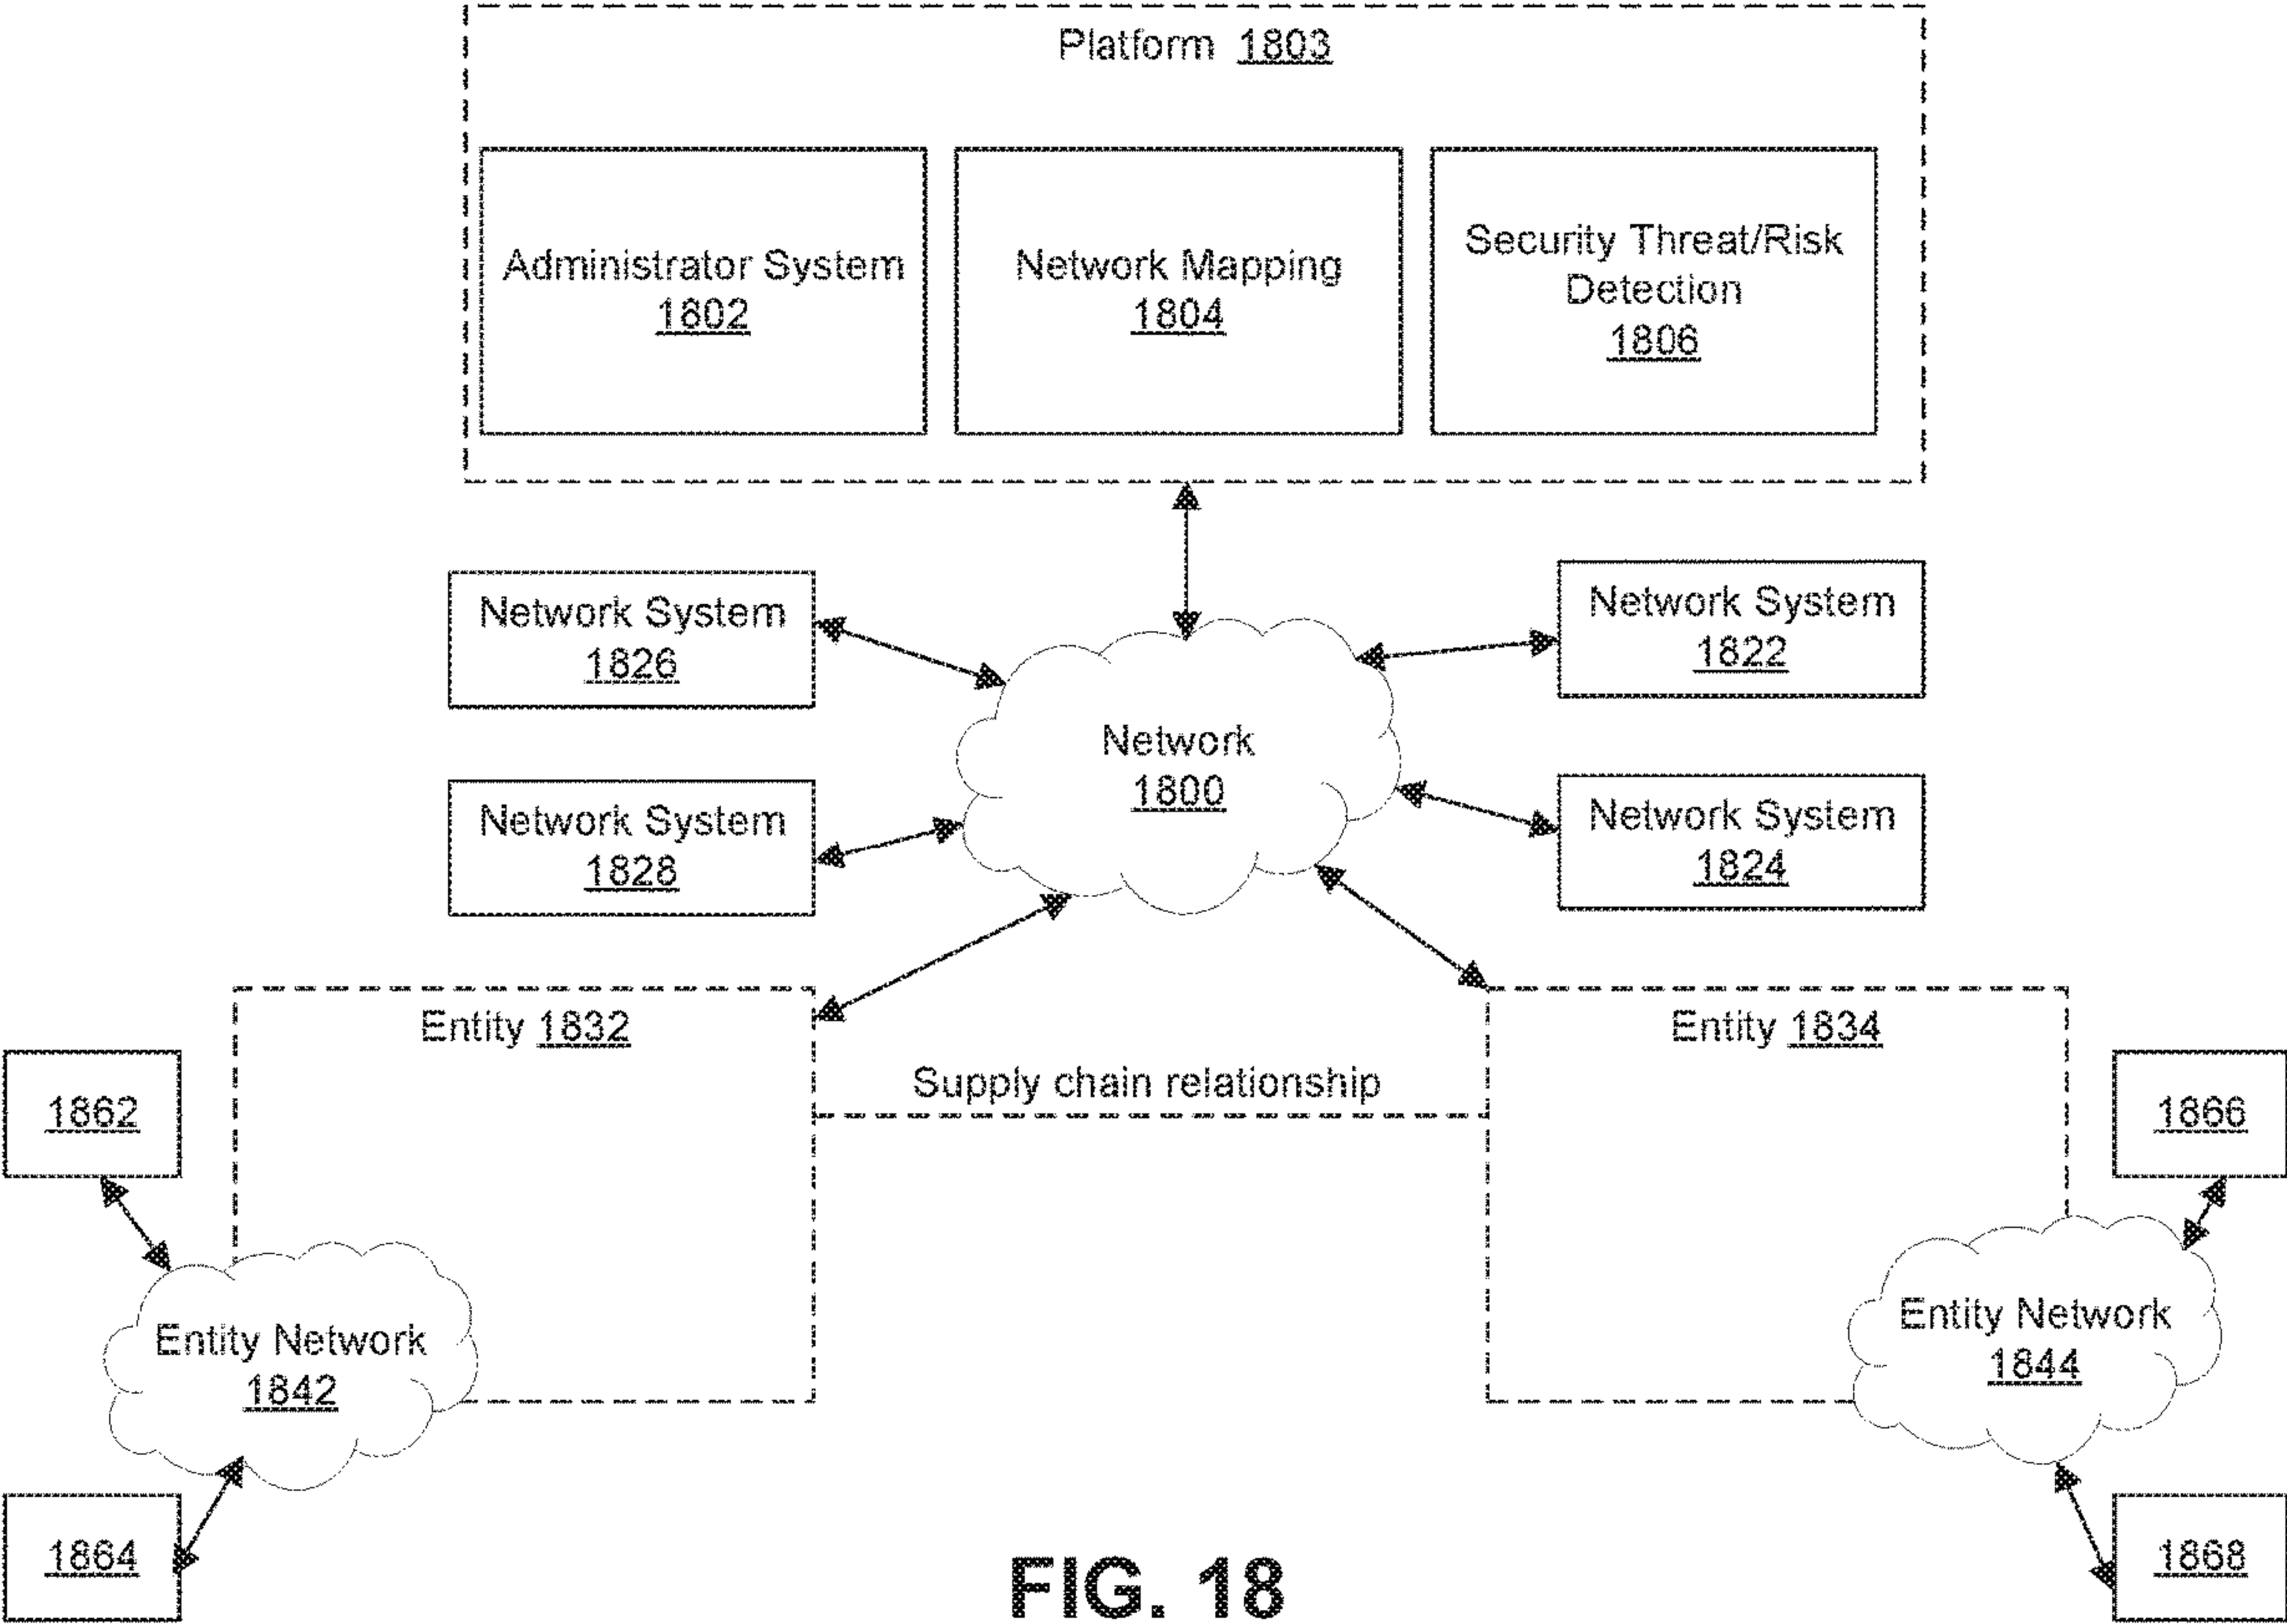 Platform 1803
Administrator System
1802
Network Mapping
1804
Security Threat/Risk
Detection
1806
Network System
1826
Network System
1822
Network
1800
Network System
1828
Network System
1824
Entity 1832
Entity 1834
Supply chain relationship
1862
1866
Entity Network
1842
Entity Network
1844
1864
1868
FIG. 18